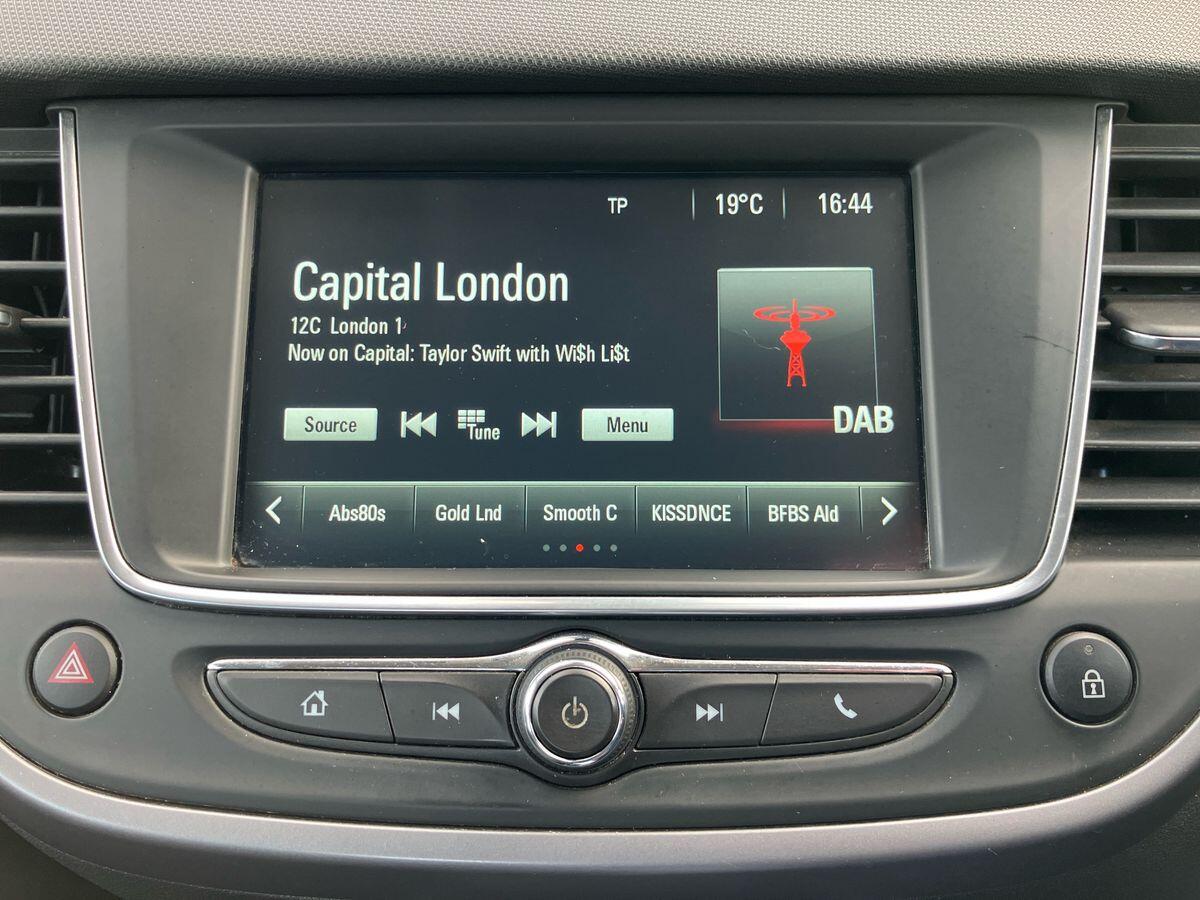 TP 19°C 16:44
Capital London
12C London 1
Now on Capital: Taylor Swift with Wi$h Li$t
Source Tune Menu
DAB
Abs80s Gold Lnd Smooth C KISSDNCE BFBS Ald